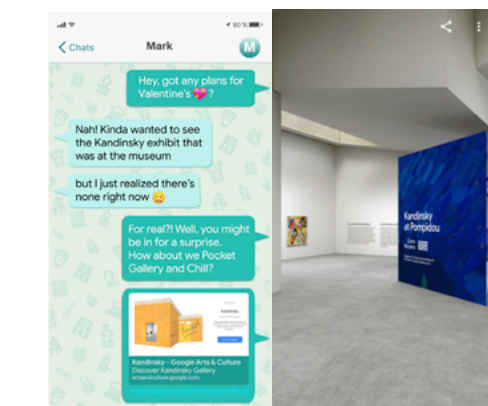 80 %
Chats
Mark
M
Hey, got any plans for
Valentine's 💖?
Nah! Kinda wanted to see
the Kandinsky exhibit that
was at the museum
but I just realized there's
none right now 😑
For real?! Well, you might
be in for a surprise.
How about we Pocket
Gallery and Chill?
Kandinsky
Kandinsky - Google Arts & Culture
Discover Kandinsky Gallery
artsandculture.google.com
Kandinsky
at Pompidou